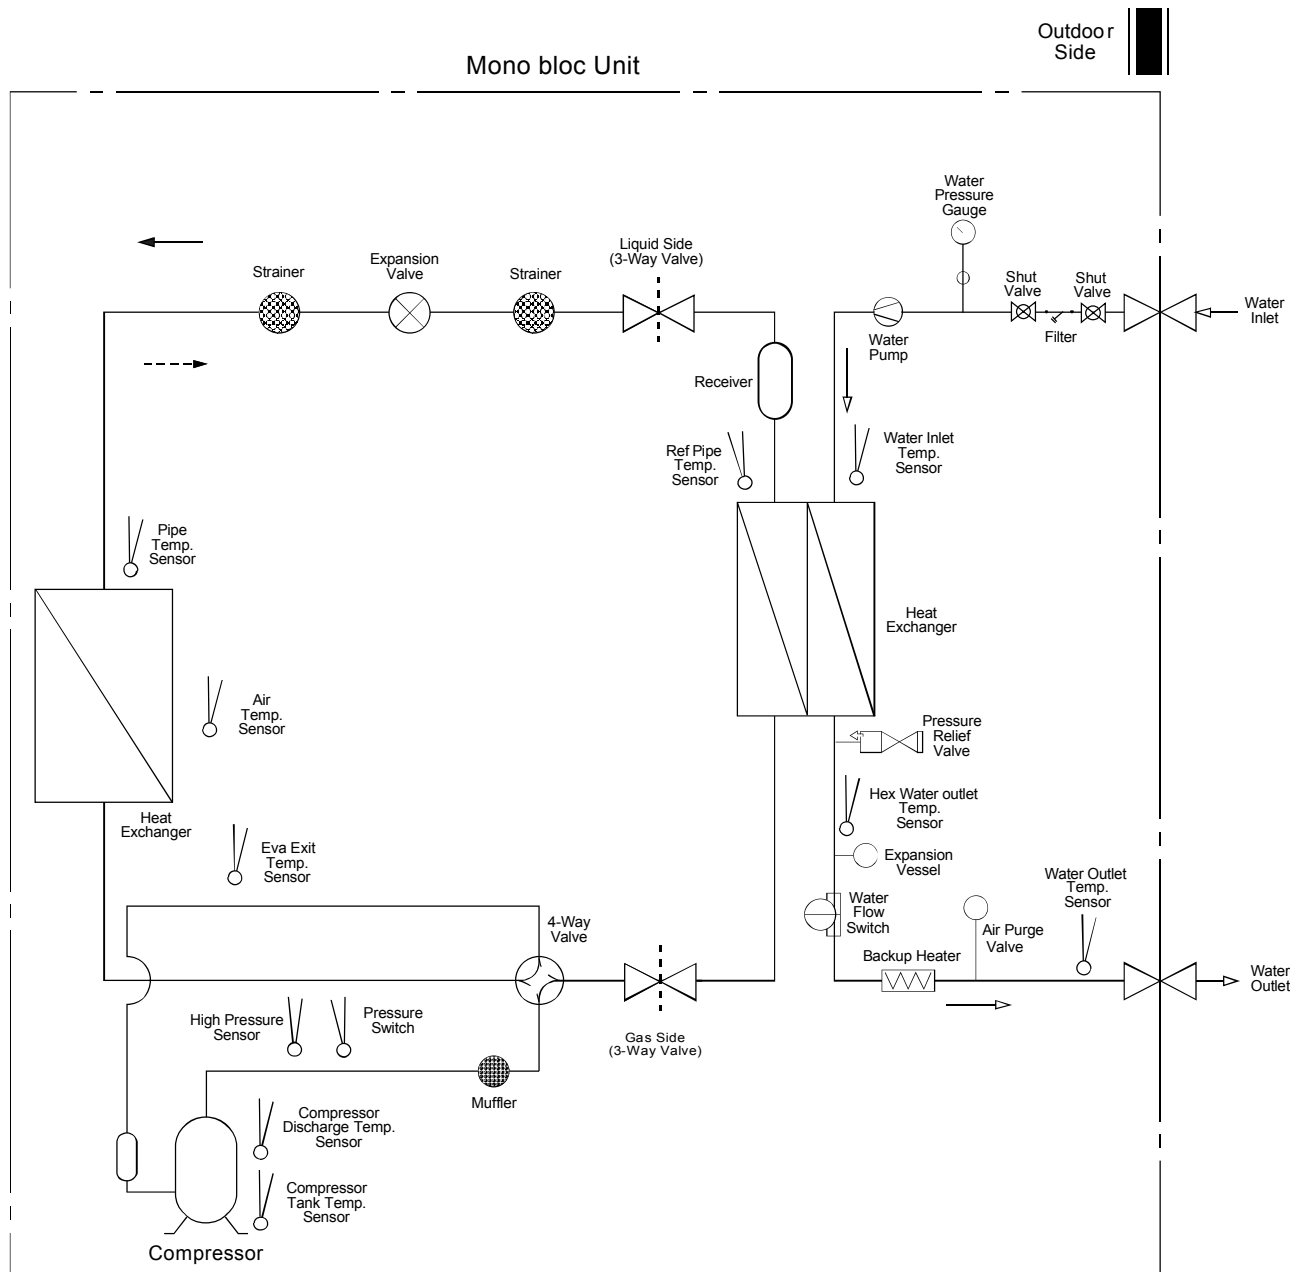 Outdoor
Side
Mono bloc Unit
Water
Pressure
Gauge
Strainer
Expansion
Valve
Strainer
Liquid Side
(3-Way Valve)
Shut
Valve
Shut
Valve
Water
Inlet
Water
Pump
Filter
Receiver
Ref Pipe
Temp.
Sensor
Water Inlet
Temp.
Sensor
Pipe
Temp.
Sensor
Heat
Exchanger
Air
Temp.
Sensor
Pressure
Relief
Valve
Heat
Exchanger
Hex Water outlet
Temp.
Sensor
Eva Exit
Temp.
Sensor
Expansion
Vessel
Water Outlet
Temp.
Sensor
4-Way
Valve
Water
Flow
Switch
Air Purge
Valve
Backup Heater
Water
Outlet
High Pressure
Sensor
Pressure
Switch
Gas Side
(3-Way Valve)
Muffler
Compressor
Discharge Temp.
Sensor
Compressor
Tank Temp.
Sensor
Compressor